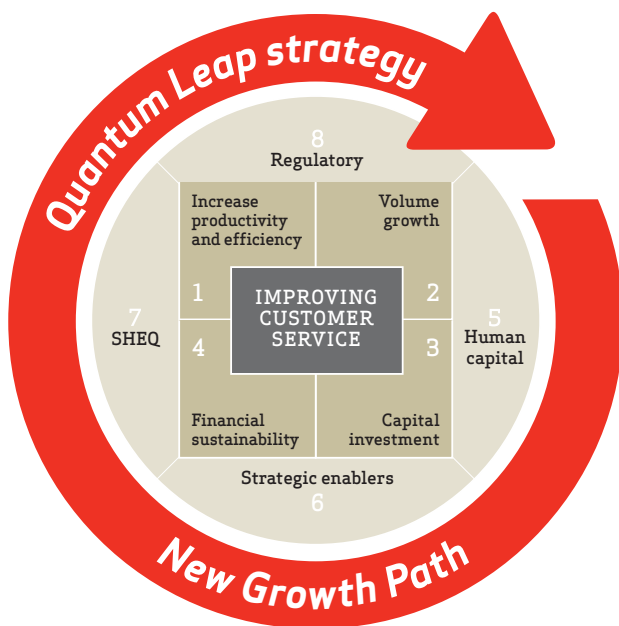 Quantum Leap strategy
8
Regulatory
Increase
productivity
and efficiency
1
Volume
growth
2
IMPROVING
CUSTOMER
SERVICE
7
SHEQ
5
Human
capital
4
Financial
sustainability
3
Capital
investment
Strategic enablers
6
New Growth Path